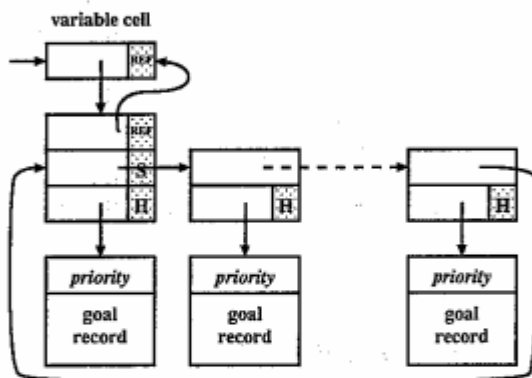 variable cell
REF
REF
S
H
H
H
priority
priority
priority
goal
record
goal
record
goal
record